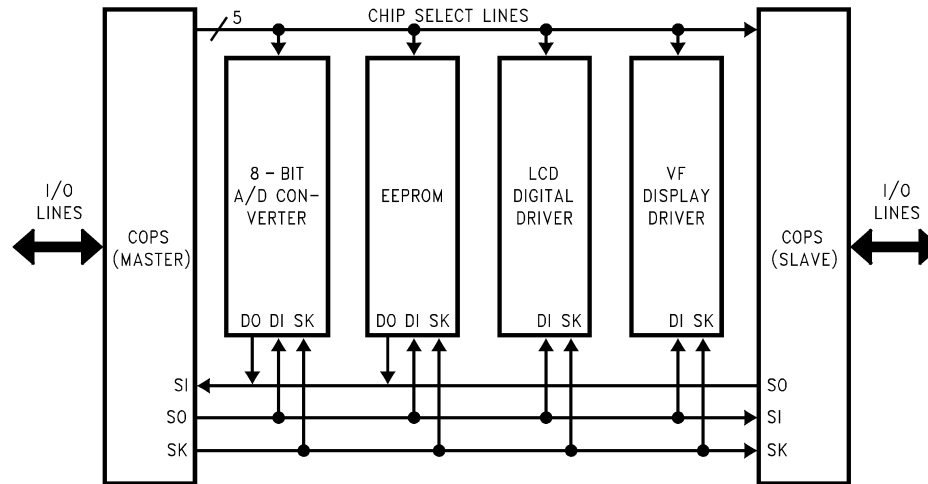 5
CHIP SELECT LINES
8 - BIT
A/D CON-
VERTER
EEPROM
LCD
DIGITAL
DRIVER
VF
DISPLAY
DRIVER
I/O
LINES
COPS
(MASTER)
I/O
LINES
COPS
(SLAVE)
DO DI SK
DO DI SK
DI SK
DI SK
SI
SO
SO
SI
SK
SK